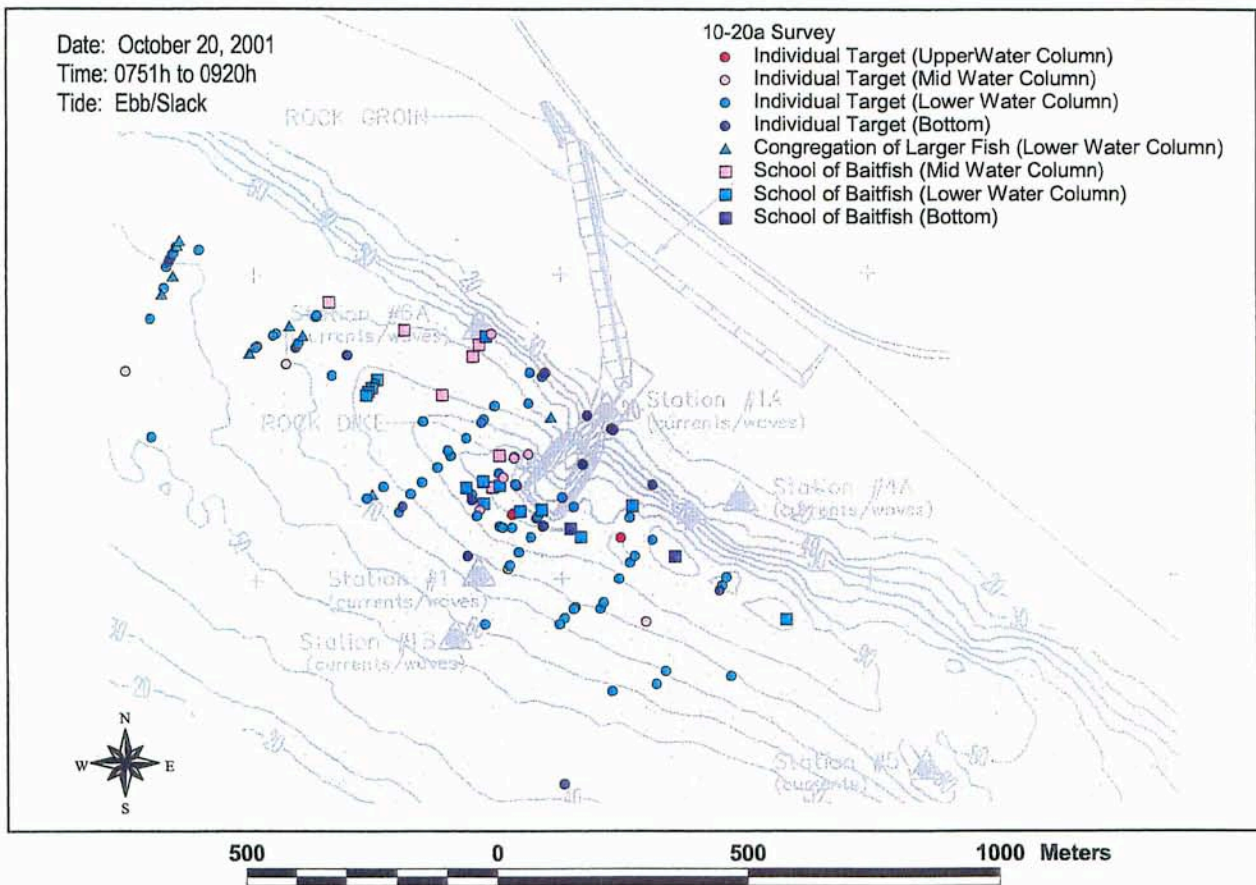 Date: October 20, 2001
Time: 0751h to 0920h
Tide: Ebb/Slack
10-20a Survey
Individual Target (UpperWater Column)
Individual Target (Mid Water Column)
Individual Target (Lower Water Column)
Individual Target (Bottom)
Congregation of Larger Fish (Lower Water Column)
School of Baitfish (Mid Water Column)
School of Baitfish (Lower Water Column)
School of Baitfish (Bottom)
ROCK GROIN
Station #6A
(currents/waves)
Station #1A
(currents/waves)
ROCK DIKE
Station #4A
(currents/waves)
Station #1
(currents/waves)
Station #1B
(currents/waves)
Station #5
(currents)
30
20
N
W E
S
500 0 500 1000 Meters